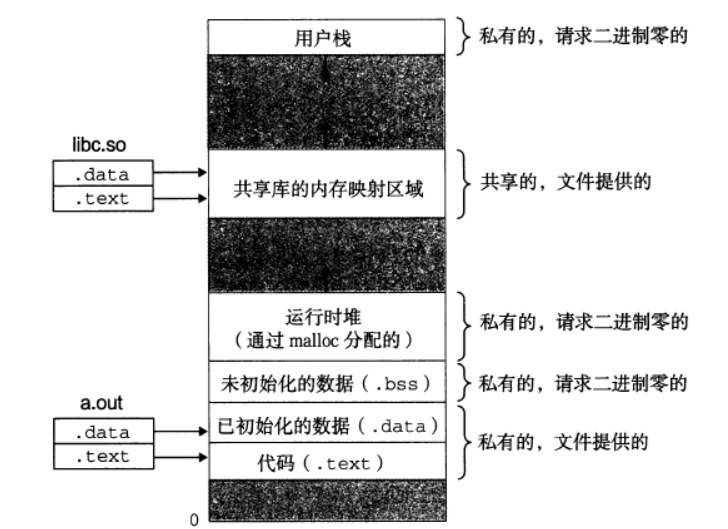 用户栈
私有的，请求二进制零的
libc.so
.data
.text
共享库的内存映射区域
共享的，文件提供的
运行时堆
（通过 malloc 分配的）
私有的，请求二进制零的
未初始化的数据（.bss）
私有的，请求二进制零的
a.out
.data
.text
已初始化的数据（.data）
代码（.text）
私有的，文件提供的
0